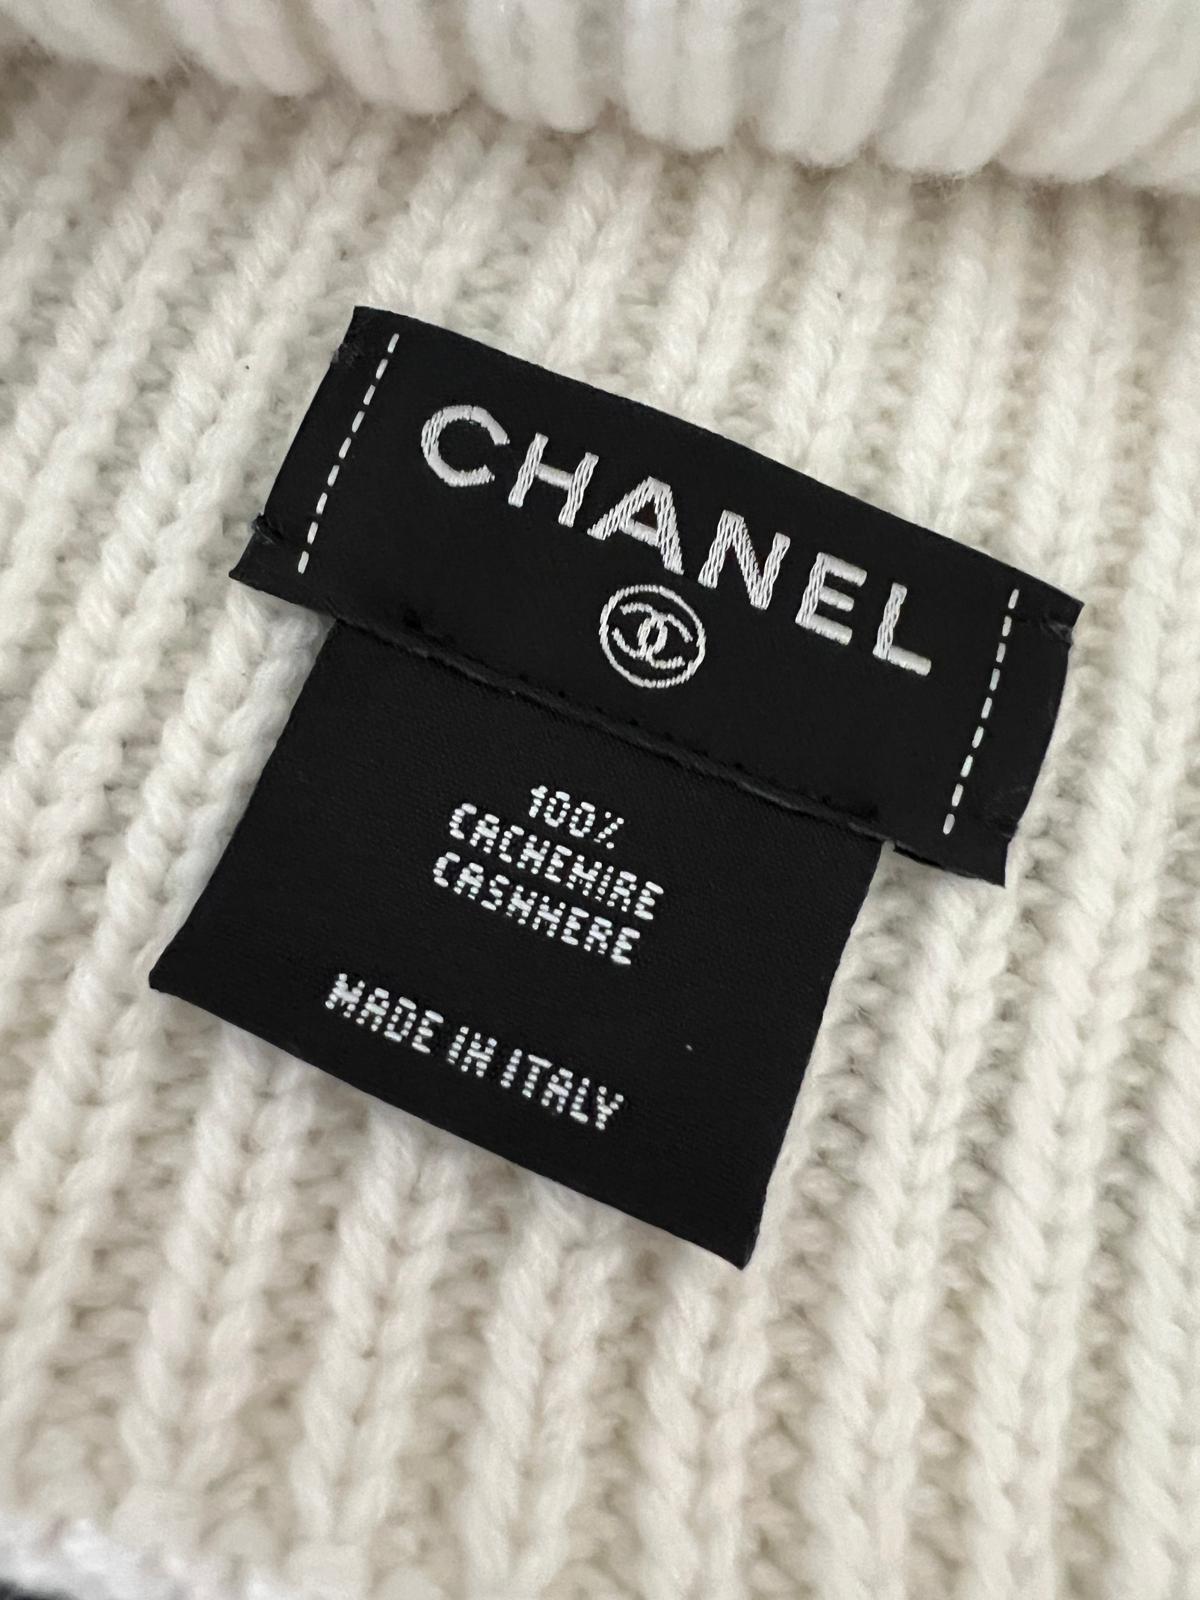 CHANEL
100%
CACHEMIRE
CASHMERE
MADE IN ITALY